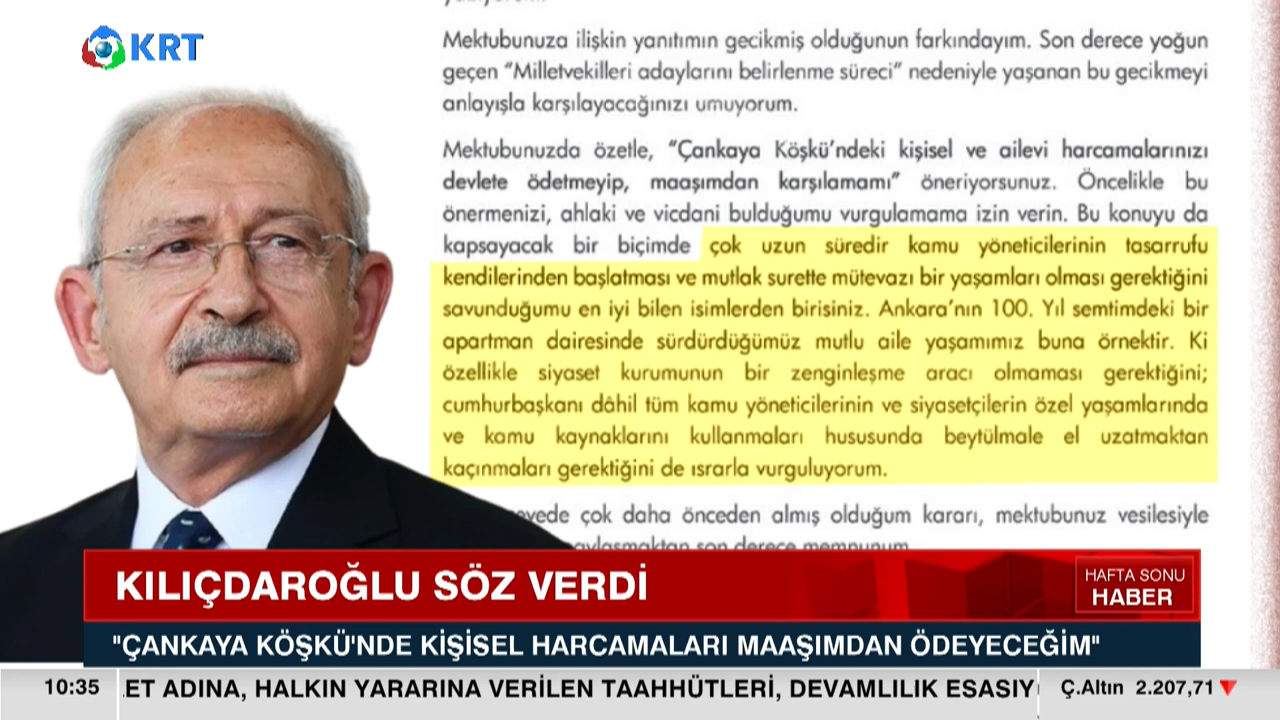 KRT
Mektubunuza ilişkin yanıtımın gecikmiş olduğunun farkındayım. Son derece yoğun
geçen “Milletvekilleri adaylarını belirlenme süreci” nedeniyle yaşanan bu gecikmeyi
anlayışla karşılayacağınızı umuyorum.
Mektubunuzda özetle, “Çankaya Köşkü’ndeki kişisel ve ailevi harcamalarınızı
devlete ödetmeyip, maaşımdan karşılamamı” öneriyorsunuz. Öncelikle bu
önermenizi, ahlaki ve vicdani bulduğumu vurgulamama izin verin. Bu konuyu da
kapsayacak bir biçimde çok uzun süredir kamu yöneticilerinin tasarrufu
kendilerinden başlatması ve mutlak surette mütevazı bir yaşamları olması gerektiğini
savunduğumu en iyi bilen isimlerden birisiniz. Ankara’nın 100. Yıl semtimdeki bir
apartman dairesinde sürdürdüğümüz mutlu aile yaşamımız buna örnektir. Ki
özellikle siyaset kurumunun bir zenginleşme aracı olmaması gerektiğini;
cumhurbaşkanı dâhil tüm kamu yöneticilerinin ve siyasetçilerin özel yaşamlarında
ve kamu kaynaklarını kullanmaları hususunda beytülmale el uzatmaktan
kaçınmaları gerektiğini de ısrarla vurguluyorum.
çok daha önceden almış olduğum kararı, mektubunuz vesilesiyle
son derece memnunum
KILIÇDAROĞLU SÖZ VERDİ
HAFTA SONU
HABER
"ÇANKAYA KÖŞKÜ'NDE KİŞİSEL HARCAMALARI MAAŞIMDAN ÖDEYECEĞİM"
10:35 ET ADINA, HALKIN YARARINA VERİLEN TAAHHÜTLERİ, DEVAMLILIK ESASIY Ç.Altın 2.207,71